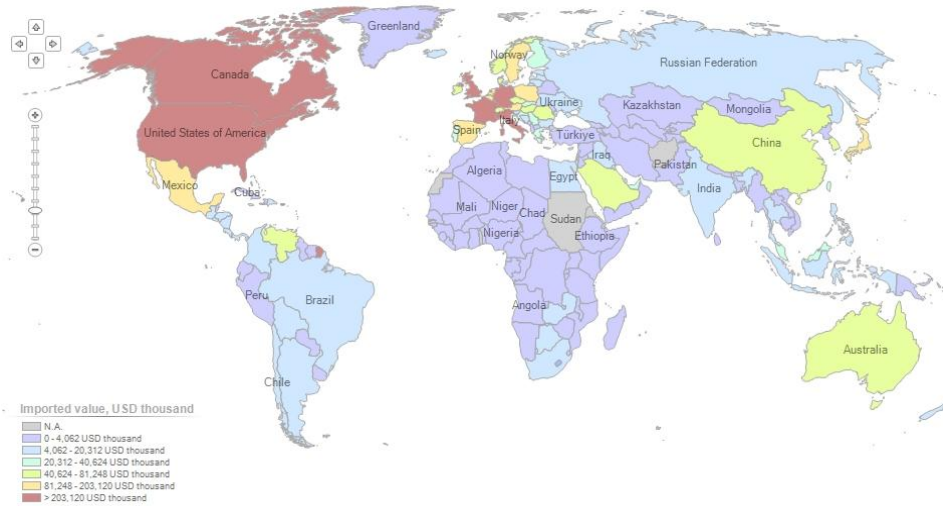 Greenland
Norway
Canada
Russian Federation
Ukraine
Kazakhstan
Mongolia
United States of America
Italy
Spain
Türkiye
China
Iraq
Pakistan
Mexico
Algeria
Egypt
India
Cuba
Mali
Niger
Chad
Sudan
Nigeria
Ethiopia
Peru
Brazil
Angola
Australia
Chile
Imported value, USD thousand
N.A.
0 - 4,062 USD thousand
4,062 - 20,312 USD thousand
20,312 - 40,624 USD thousand
40,624 - 81,248 USD thousand
81,248 - 203,120 USD thousand
> 203,120 USD thousand